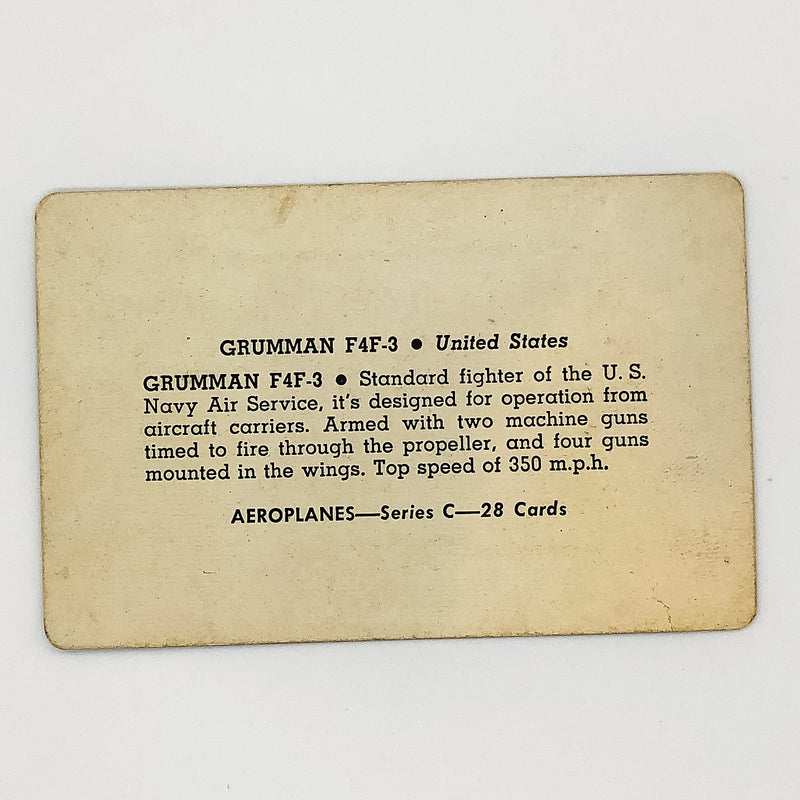 GRUMMAN F4F-3 ● United States
GRUMMAN F4F-3 ● Standard fighter of the U. S.
Navy Air Service, it's designed for operation from
aircraft carriers. Armed with two machine guns
timed to fire through the propeller, and four guns
mounted in the wings. Top speed of 350 m.p.h.
AEROPLANES—Series C—28 Cards